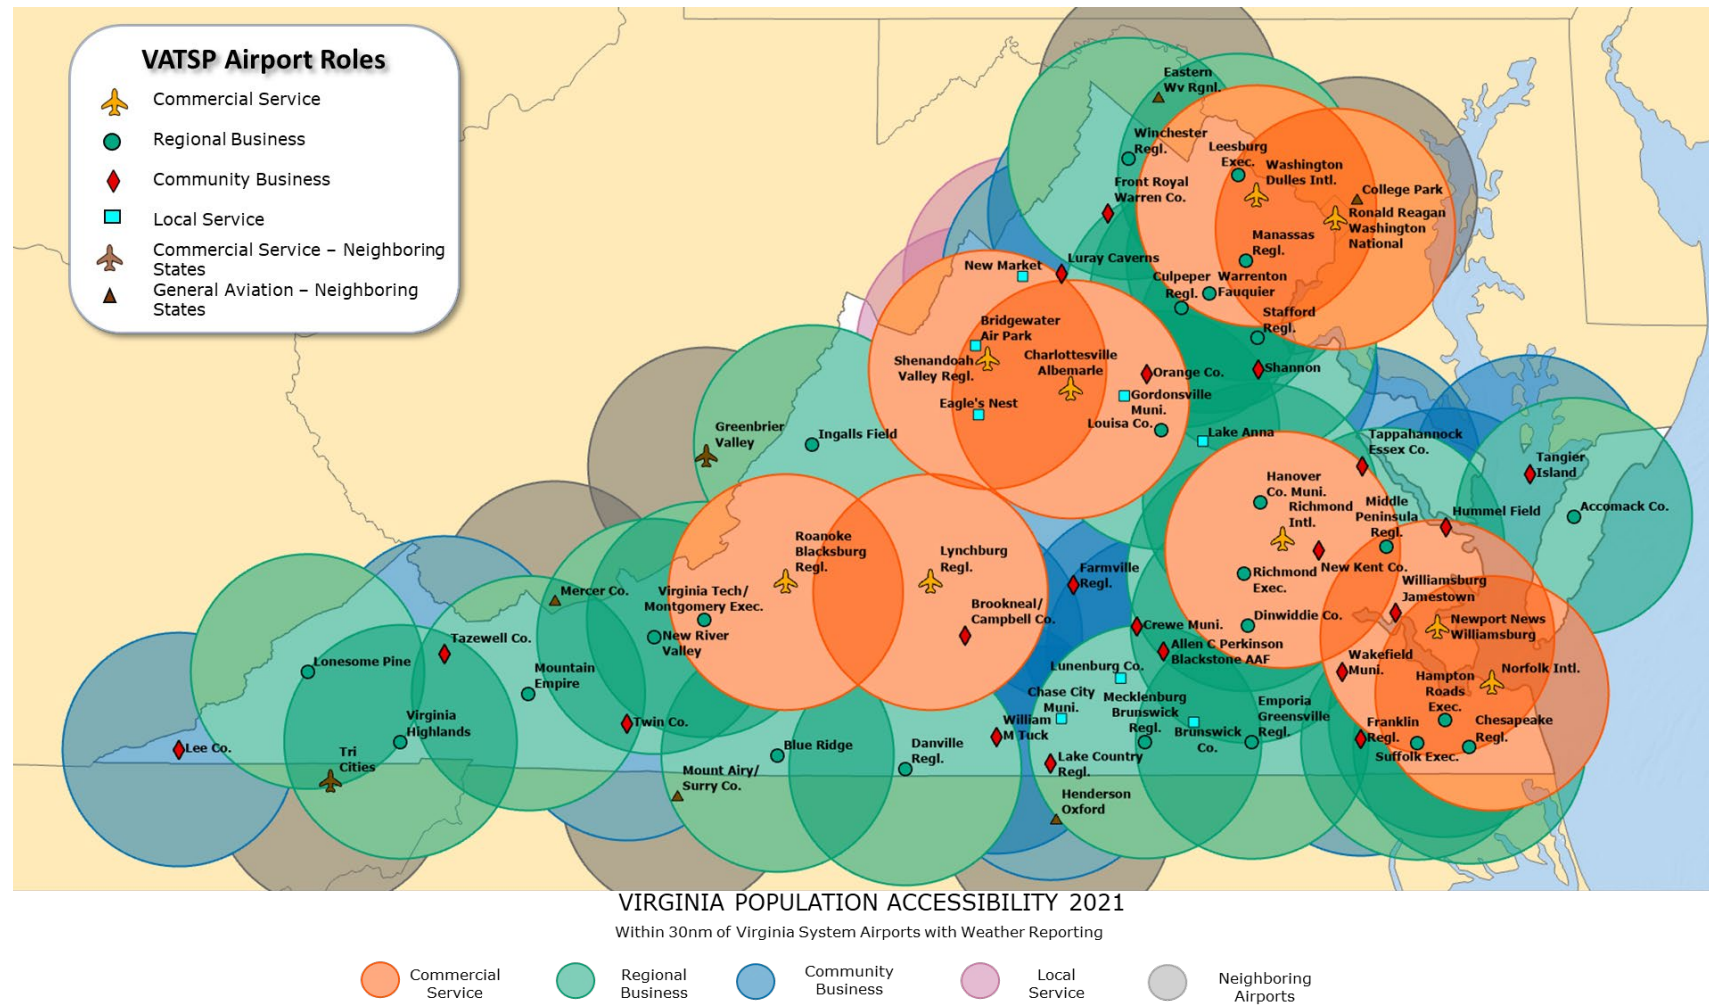 VATSP Airport Roles
Commercial Service
Regional Business
Community Business
Local Service
Commercial Service – Neighboring
States
General Aviation – Neighboring
States
Eastern
Wv Rgnl.
Winchester
Regl.
Leesburg
Exec.
Washington
Dulles Intl.
College Park
Front Royal
Warren Co.
Ronald Reagan
Washington
National
Manassas
Regl.
New Market
Luray Caverns
Culpeper
Regl.
Warrenton
Fauquier
Stafford
Regl.
Bridgewater
Air Park
Shenandoah
Valley Regl.
Charlottesville
Albemarle
Orange Co.
Shannon
Eagle's Nest
Gordonsville
Muni.
Louisa Co.
Lake Anna
Greenbrier
Valley
Ingalls Field
Tappahannock
Essex Co.
Tangier
Island
Hanover
Co. Muni.
Richmond
Intl.
Middle
Peninsula
Regl.
Hummel Field
Accomack Co.
Roanoke
Blacksburg
Regl.
Lynchburg
Regl.
Farmville
Regl.
New Kent Co.
Richmond
Exec.
Williamsburg
Jamestown
Mercer Co.
Virginia Tech/
Montgomery Exec.
New River
Valley
Brookneal/
Campbell Co.
Crewe Muni.
Dinwiddie Co.
Newport News
Williamsburg
Tazewell Co.
Allen C Perkinson
Blackstone AAF
Wakefield
Muni.
Norfolk Intl.
Lonesome Pine
Mountain
Empire
Lunenburg Co.
Hampton
Roads
Exec.
Chase City
Muni.
Mecklenburg
Brunswick
Regl.
Emporia
Greensville
Regl.
Virginia
Highlands
Twin Co.
William
M Tuck
Brunswick
Co.
Franklin
Regl.
Chesapeake
Regl.
Lee Co.
Tri
Cities
Blue Ridge
Danville
Regl.
Lake Country
Regl.
Suffolk Exec.
Mount Airy/
Surry Co.
Henderson
Oxford
VIRGINIA POPULATION ACCESSIBILITY 2021
Within 30nm of Virginia System Airports with Weather Reporting
Commercial
Service
Regional
Business
Community
Business
Local
Service
Neighboring
Airports